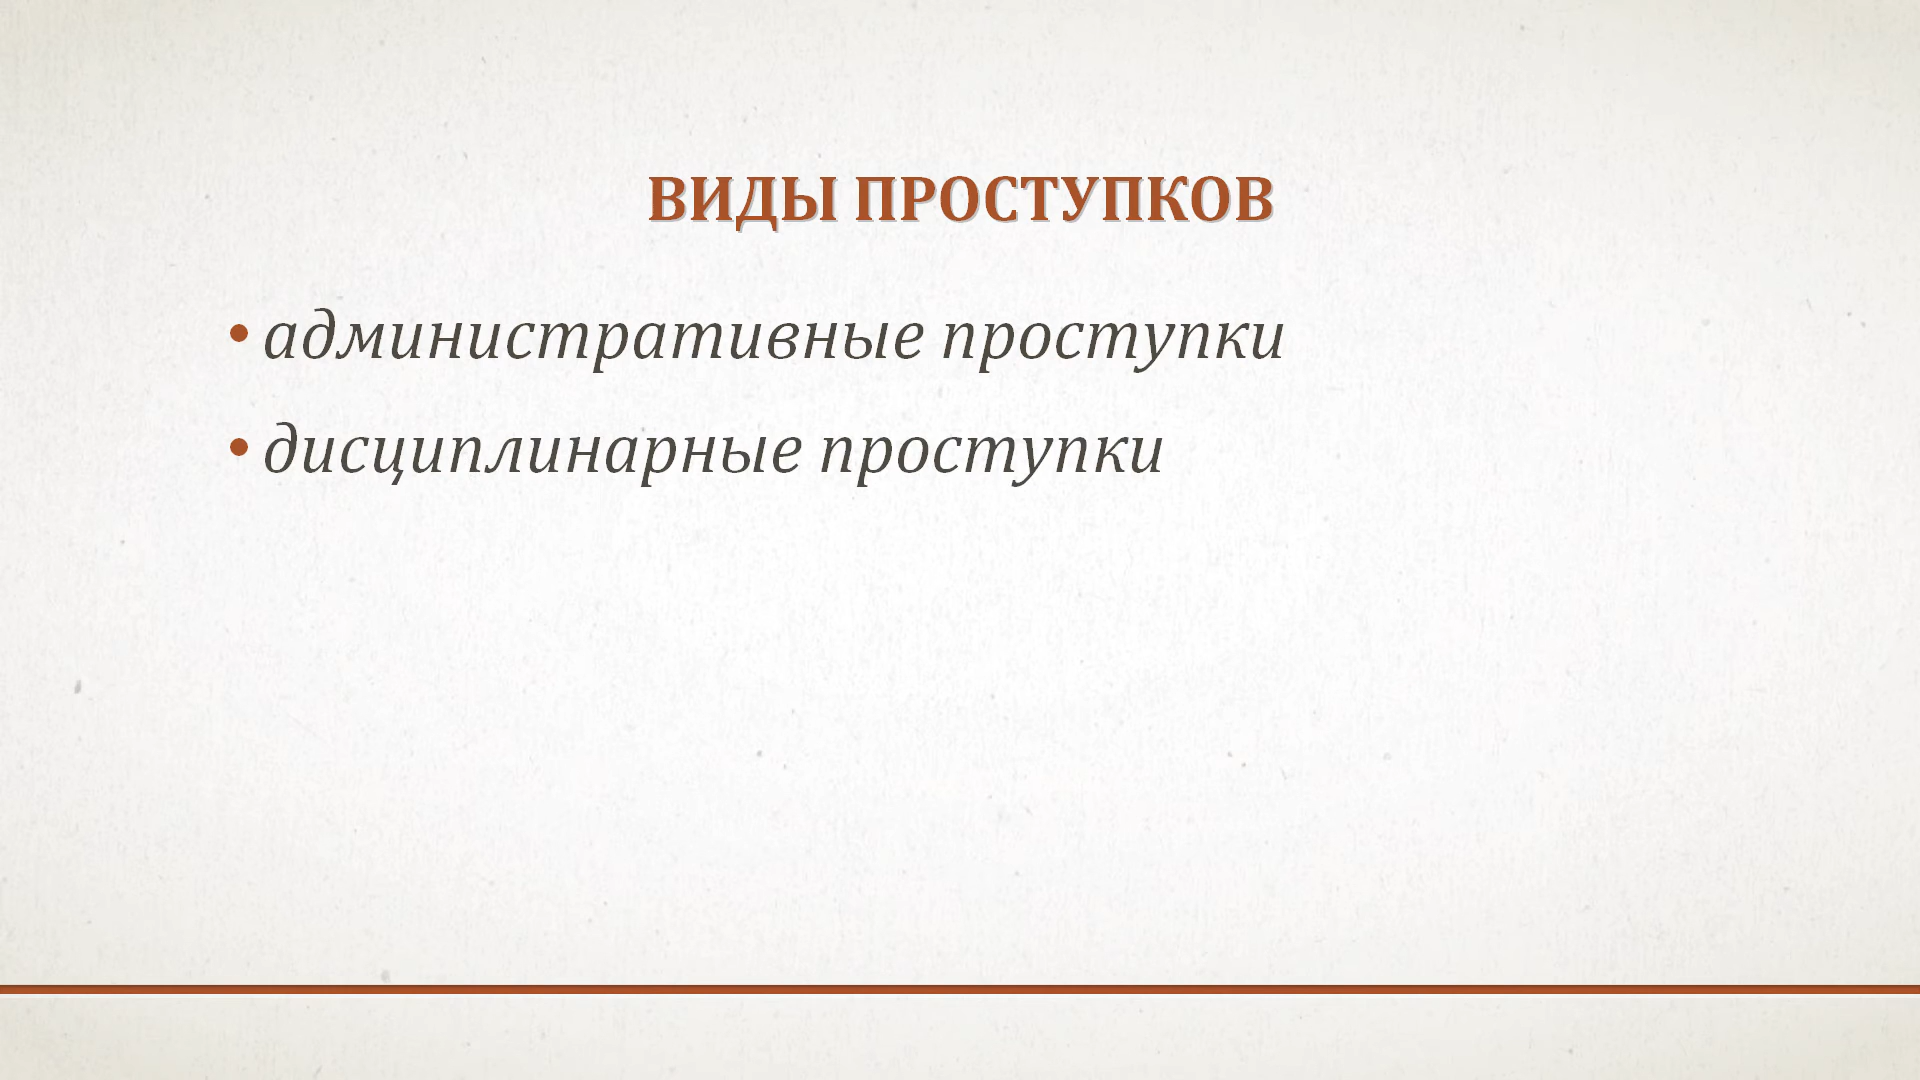 ВИДЫ ПРОСТУПКОВ
• административные проступки
• дисциплинарные проступки